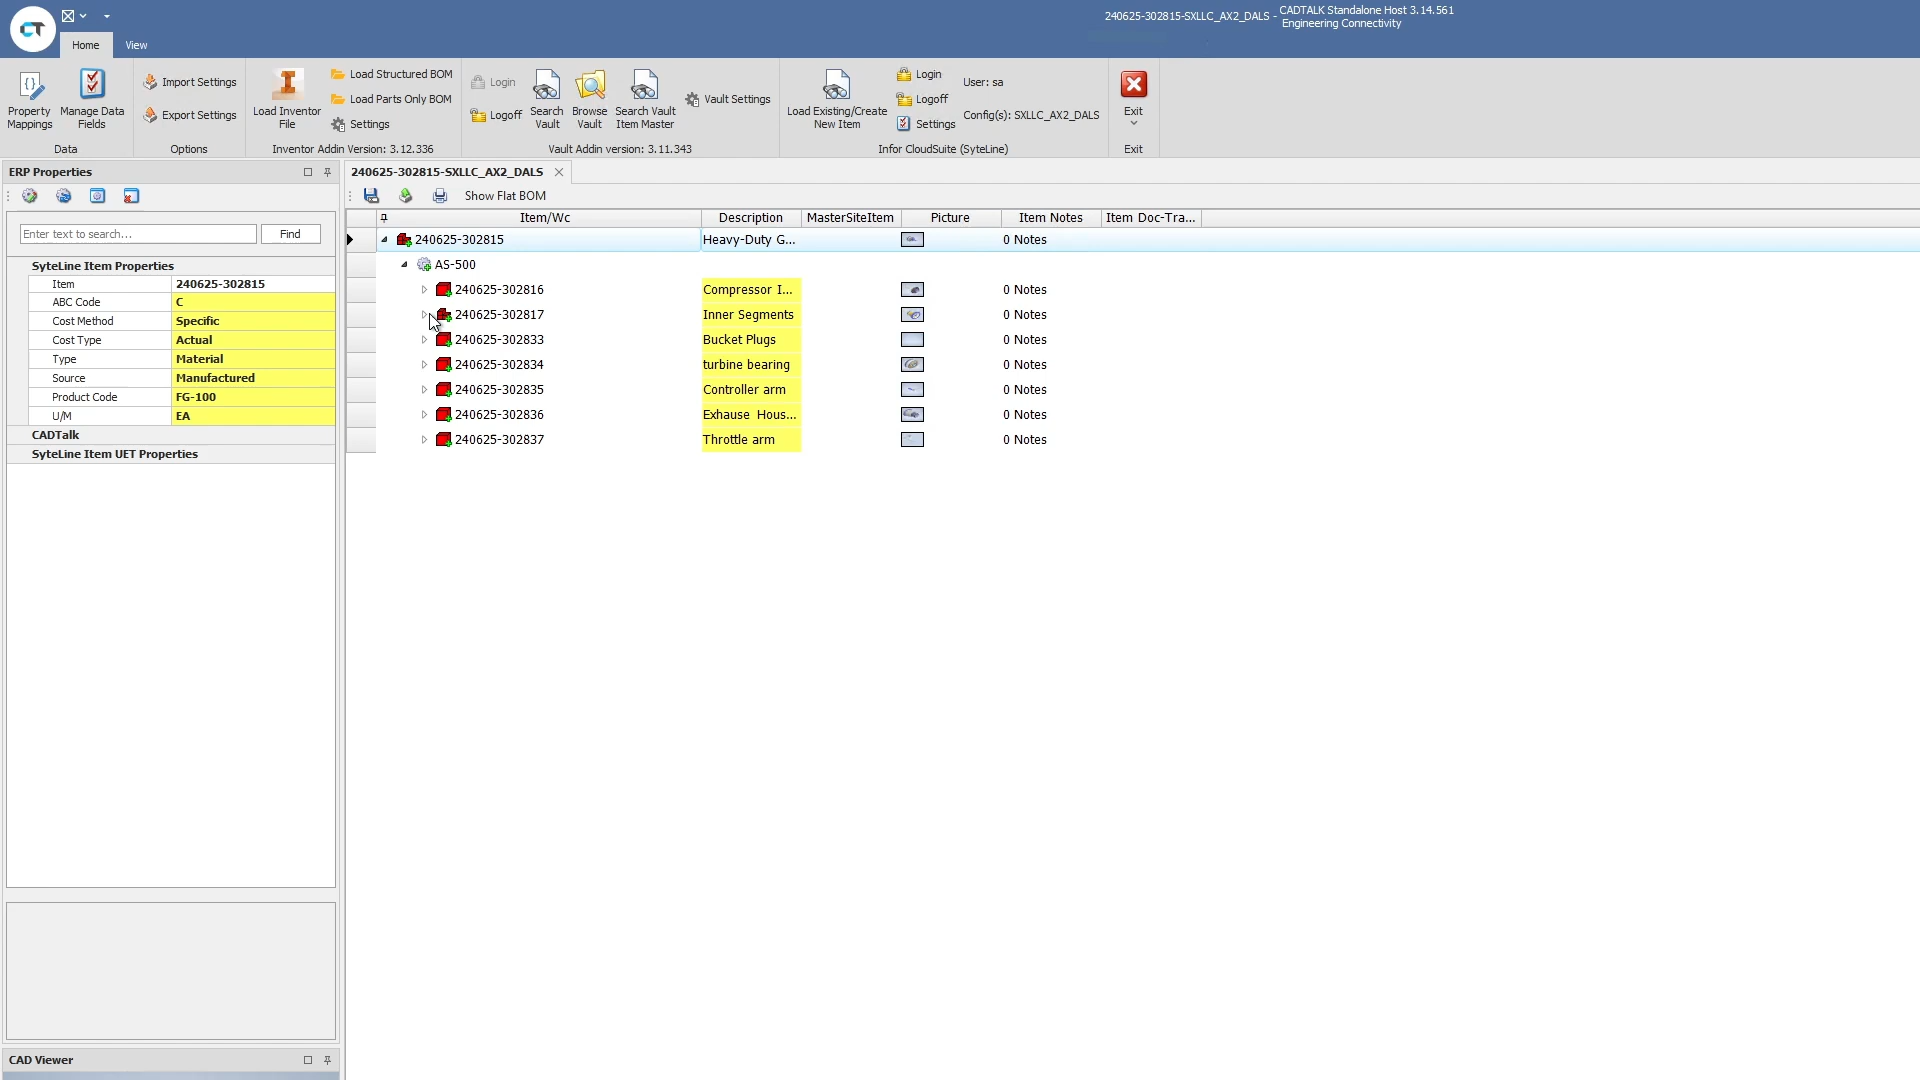 240625-302815-SXLLC_AX2_DALS - CADTALK Standalone Host 3.14.561
Engineering Connectivity
CT
Home View
Property Mappings
Manage Data Fields
Data
Import Settings
Export Settings
Options
Load Inventor File
Load Structured BOM
Load Parts Only BOM
Settings
Inventor Addin Version: 3.12.336
Login
Logoff
Search Vault
Browse Vault
Search Vault Item Master
Vault Settings
Vault Addin version: 3.11.343
Load Existing/Create New Item
Login
Logoff
Settings
User: sa
Config(s): SXLLC_AX2_DALS
Infor CloudSuite (SyteLine)
Exit
Exit
ERP Properties
Enter text to search... Find
SyteLine Item Properties
Item 240625-302815
ABC Code C
Cost Method Specific
Cost Type Actual
Type Material
Source Manufactured
Product Code FG-100
U/M EA
CADTalk
SyteLine Item UET Properties
CAD Viewer
240625-302815-SXLLC_AX2_DALS
Show Flat BOM
Item/Wc Description MasterSiteItem Picture Item Notes Item Doc-Tra...
240625-302815 Heavy-Duty G... 0 Notes
AS-500
240625-302816 Compressor I... 0 Notes
240625-302817 Inner Segments 0 Notes
240625-302833 Bucket Plugs 0 Notes
240625-302834 turbine bearing 0 Notes
240625-302835 Controller arm 0 Notes
240625-302836 Exhause Hous... 0 Notes
240625-302837 Throttle arm 0 Notes